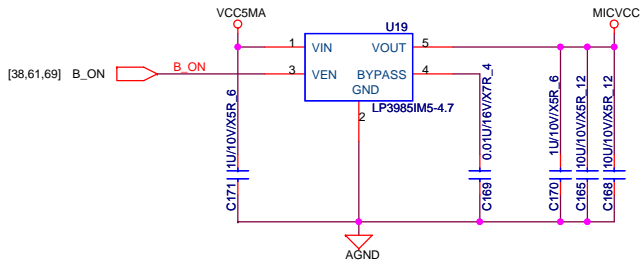 VCC5MA
U19
MICVCC
1
VIN
VOUT
5
[38,61,69]
B_ON
B_ON
3
VEN
BYPASS
4
GND
LP3985IM5-4.7
2
1U/10V/X5R_6
C171
0.01U/16V/X7R_4
C169
1U/10V/X5R_6
C170
10U/10V/X5R_12
C165
10U/10V/X5R_12
C168
AGND